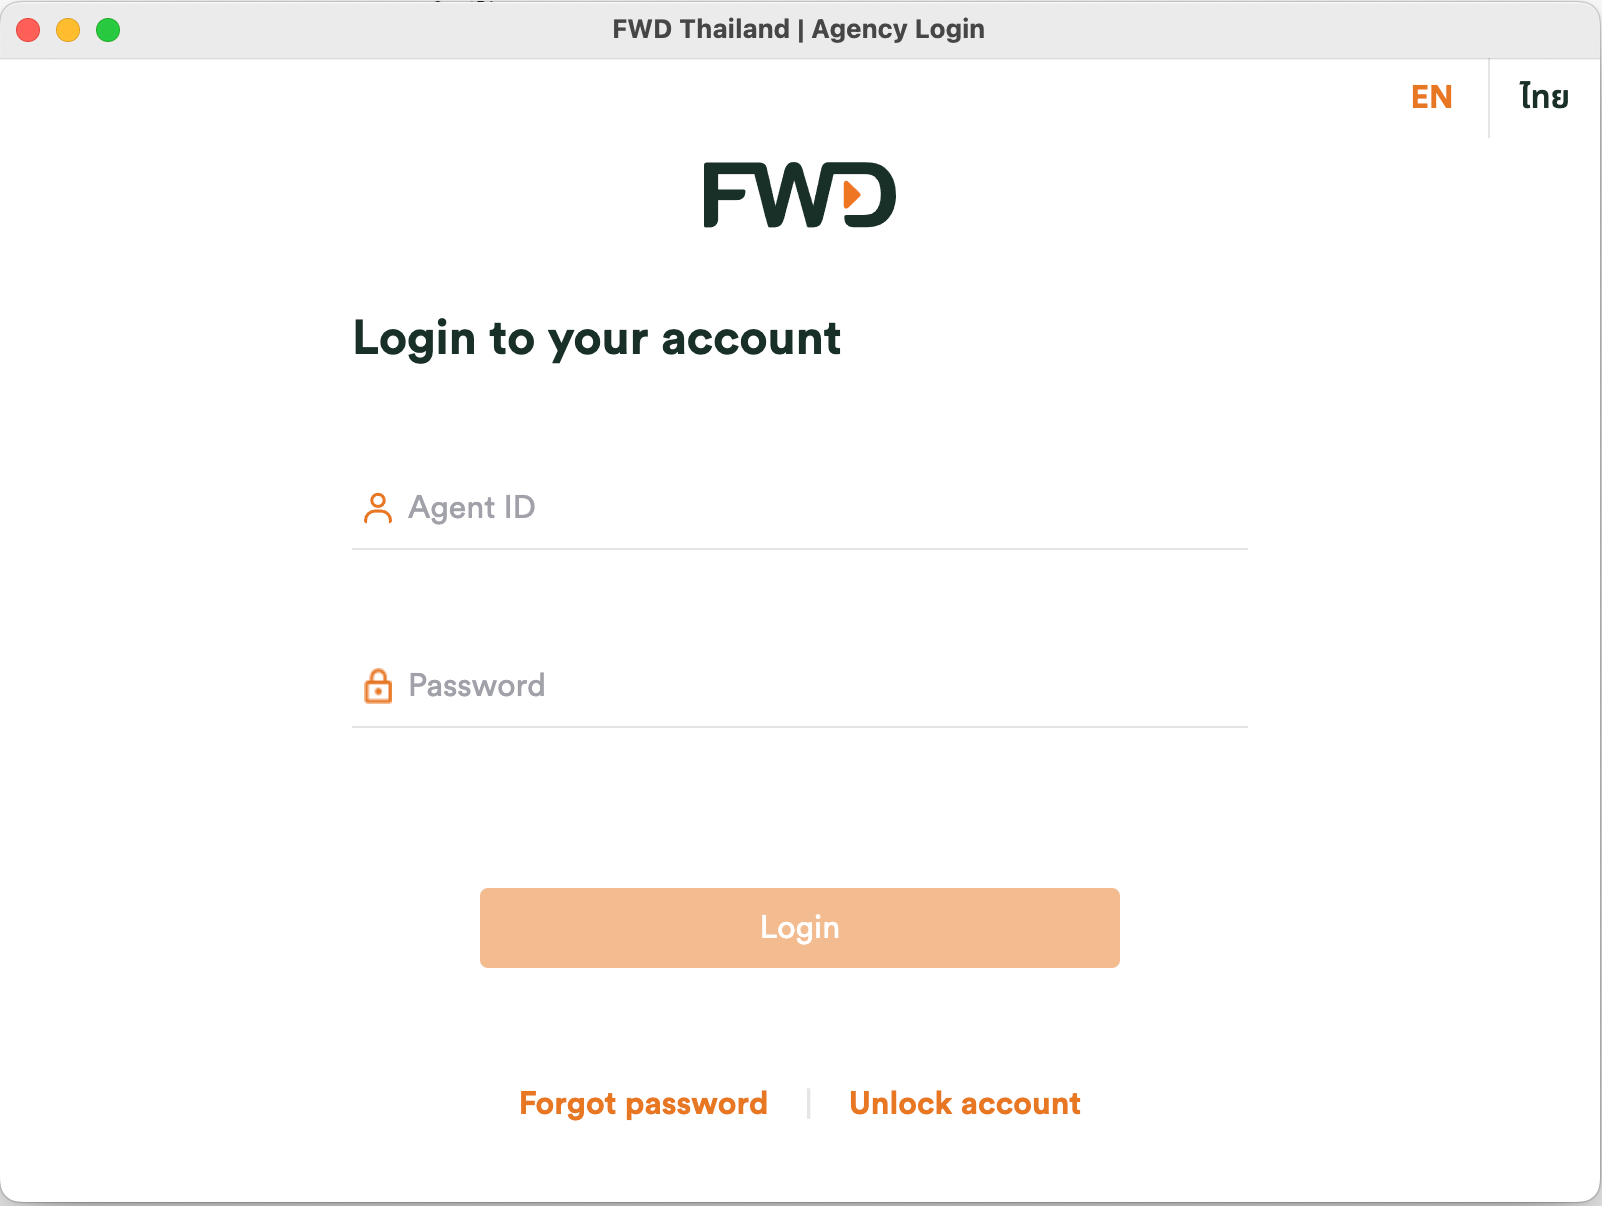 FWD Thailand | Agency Login
EN ไทย
FWD
Login to your account
Agent ID
Password
Login
Forgot password | Unlock account